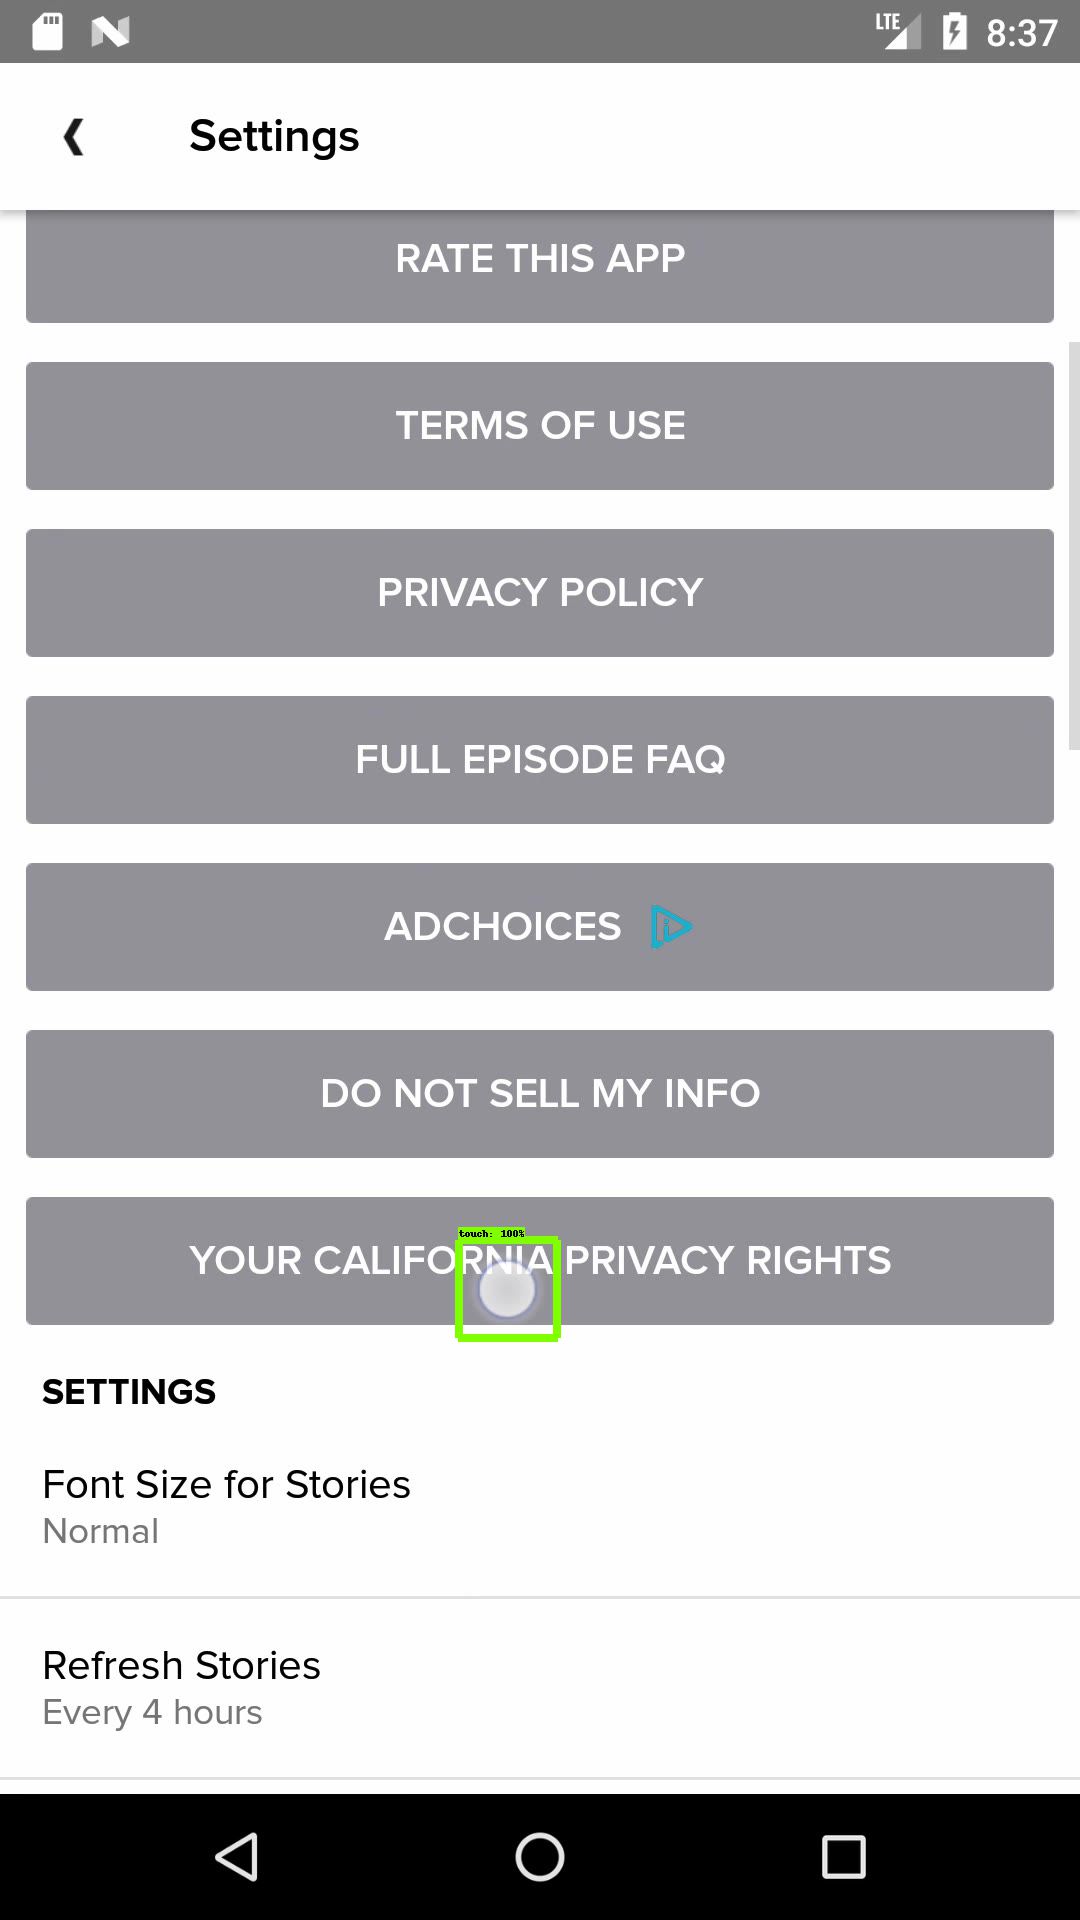 LTE 8:37
Settings
RATE THIS APP
TERMS OF USE
PRIVACY POLICY
FULL EPISODE FAQ
ADCHOICES
DO NOT SELL MY INFO
touch: 100%
YOUR CALIFORNIA PRIVACY RIGHTS
SETTINGS
Font Size for Stories
Normal
Refresh Stories
Every 4 hours